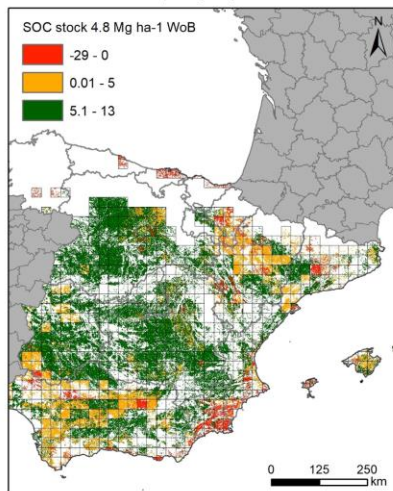 SOC stock 4.8 Mg ha-1 WoB
-29 - 0
0.01 - 5
5.1 - 13
N
0 125 250
km